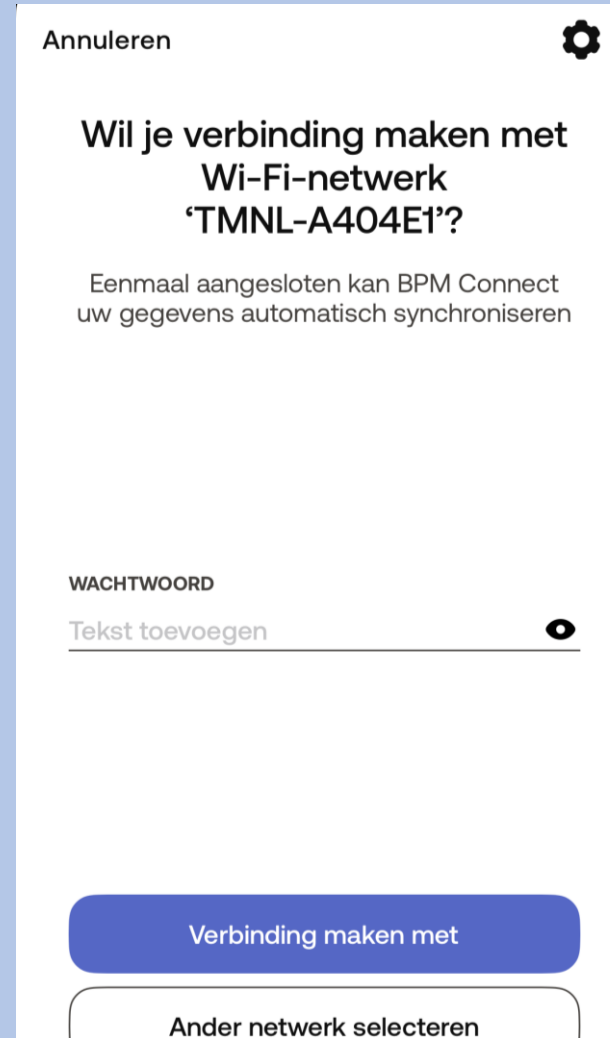 Annuleren
Wil je verbinding maken met
Wi-Fi-netwerk
‘TMNL-A404E1’?
Eenmaal aangesloten kan BPM Connect
uw gegevens automatisch synchroniseren
WACHTWOORD
Tekst toevoegen
Verbinding maken met
Ander netwerk selecteren